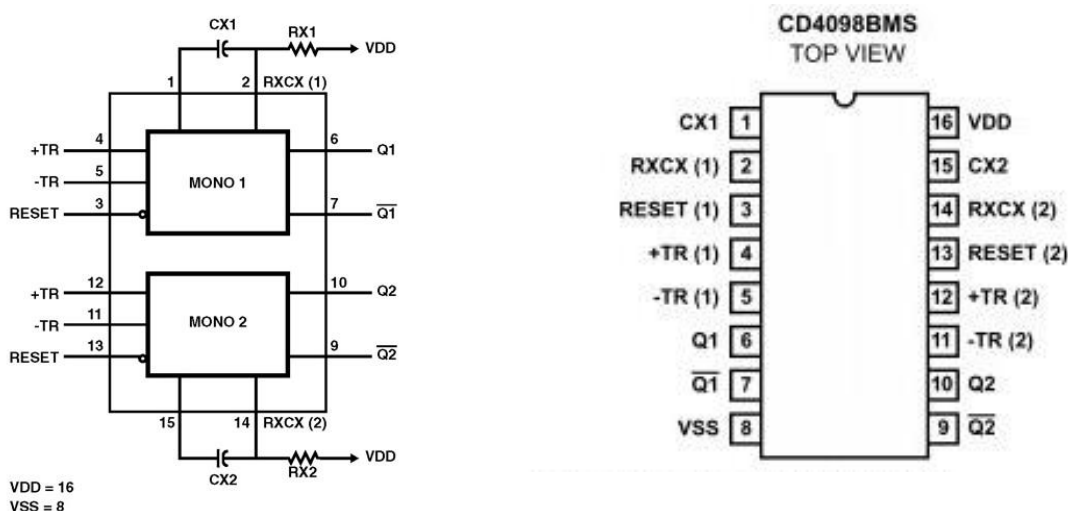 CX1
RX1
VDD
1
2
RXCX (1)
+TR
4
6
Q1
-TR
5
MONO 1
RESET
3
7
Q1
+TR
12
10
Q2
-TR
11
MONO 2
RESET
13
9
Q2
15
14
RXCX (2)
CX2
RX2
VDD
VDD = 16
VSS = 8
CD4098BMS
TOP VIEW
CX1 1
16 VDD
RXCX (1) 2
15 CX2
RESET (1) 3
14 RXCX (2)
+TR (1) 4
13 RESET (2)
-TR (1) 5
12 +TR (2)
Q1 6
11 -TR (2)
Q1 7
10 Q2
VSS 8
9 Q2